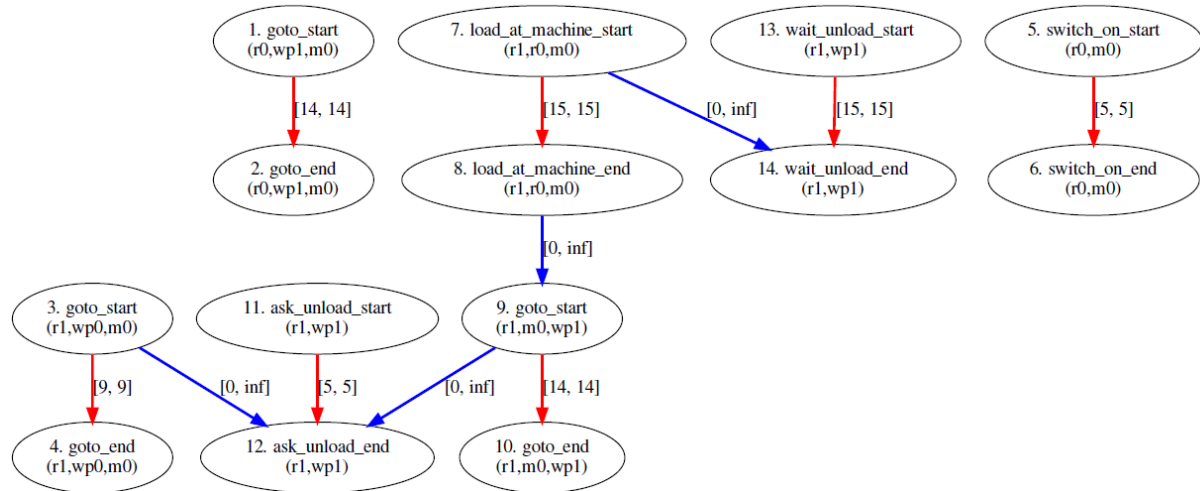 1. goto_start
(r0,wp1,m0)
7. load_at_machine_start
(r1,r0,m0)
13. wait_unload_start
(r1,wp1)
5. switch_on_start
(r0,m0)
[14, 14]
[15, 15]
[0, inf]
[15, 15]
[5, 5]
2. goto_end
(r0,wp1,m0)
8. load_at_machine_end
(r1,r0,m0)
14. wait_unload_end
(r1,wp1)
6. switch_on_end
(r0,m0)
[0, inf]
3. goto_start
(r1,wp0,m0)
11. ask_unload_start
(r1,wp1)
9. goto_start
(r1,m0,wp1)
[9, 9]
[0, inf]
[5, 5]
[0, inf]
[14, 14]
4. goto_end
(r1,wp0,m0)
12. ask_unload_end
(r1,wp1)
10. goto_end
(r1,m0,wp1)